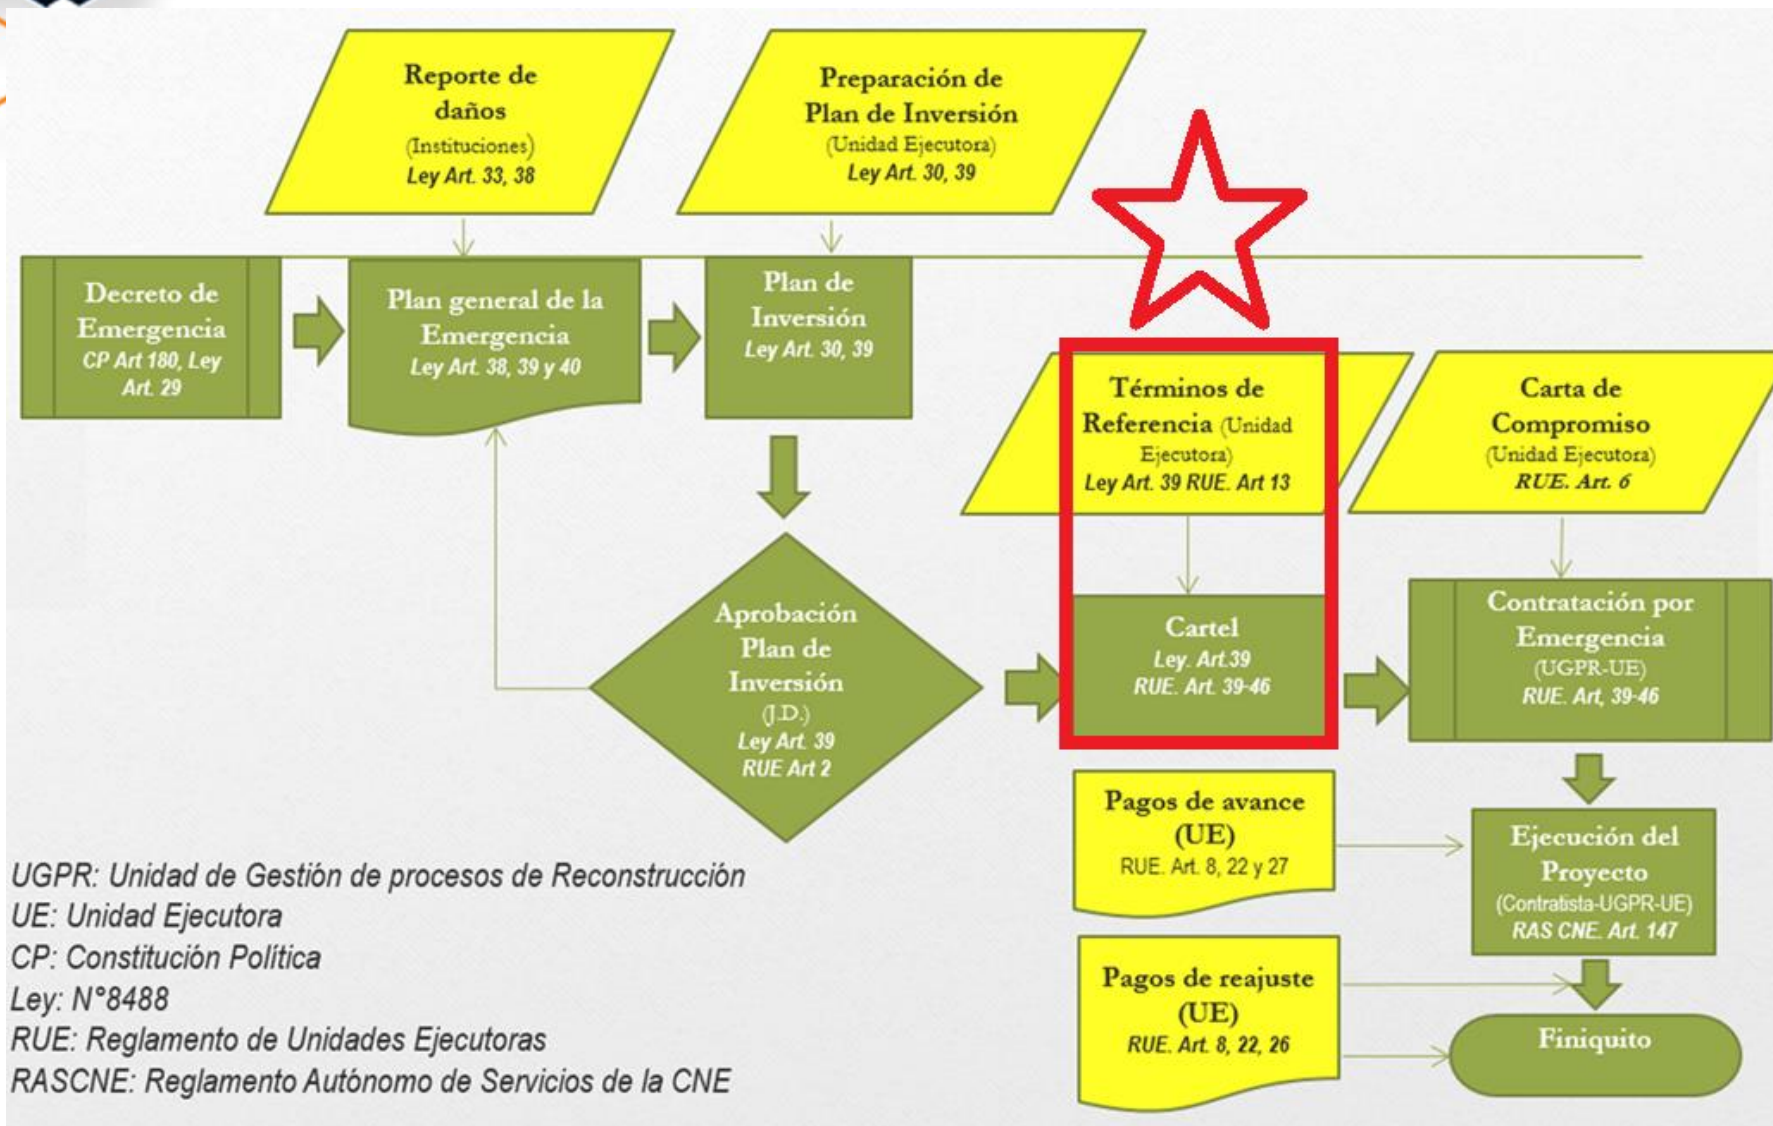 Reporte de
daños
(Instituciones)
Ley Art. 33, 38
Preparación de
Plan de Inversión
(Unidad Ejecutora)
Ley Art. 30, 39
Decreto de
Emergencia
CP Art 180, Ley
Art. 29
Plan general de la
Emergencia
Ley Art. 38, 39 y 40
Plan de
Inversión
Ley Art. 30, 39
Términos de
Referencia (Unidad
Ejecutora)
Ley Art. 39 RUE. Art 13
Carta de
Compromiso
(Unidad Ejecutora)
RUE. Art. 6
Aprobación
Plan de
Inversión
(J.D.)
Ley Art. 39
RUE Art 2
Cartel
Ley. Art.39
RUE. Art. 39-46
Contratación por
Emergencia
(UGPR-UE)
RUE. Art, 39-46
Pagos de avance
(UE)
RUE. Art. 8, 22 y 27
Ejecución del
Proyecto
(Contratista-UGPR-UE)
RAS CNE. Art. 147
Pagos de reajuste
(UE)
RUE. Art. 8, 22, 26
Finiquito
UGPR: Unidad de Gestión de procesos de Reconstrucción
UE: Unidad Ejecutora
CP: Constitución Política
Ley: N°8488
RUE: Reglamento de Unidades Ejecutoras
RASCNE: Reglamento Autónomo de Servicios de la CNE